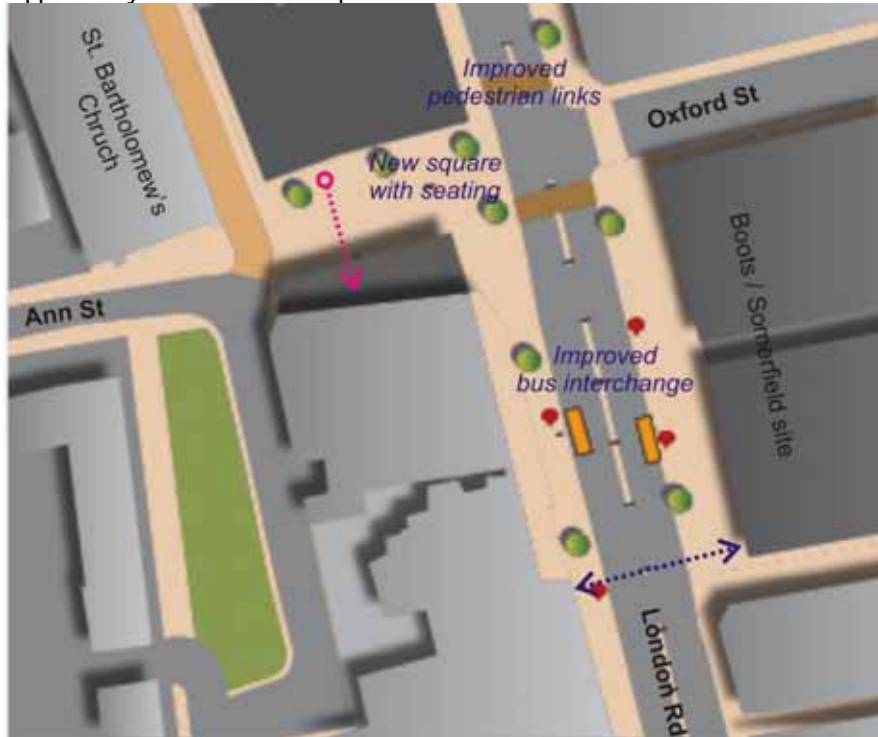 St. Bartholomew's
Chruch
Improved
pedestrian links
Oxford St
New square
with seating
Ann St
Improved
bus interchange
Boots / Somerfield site
London Rd